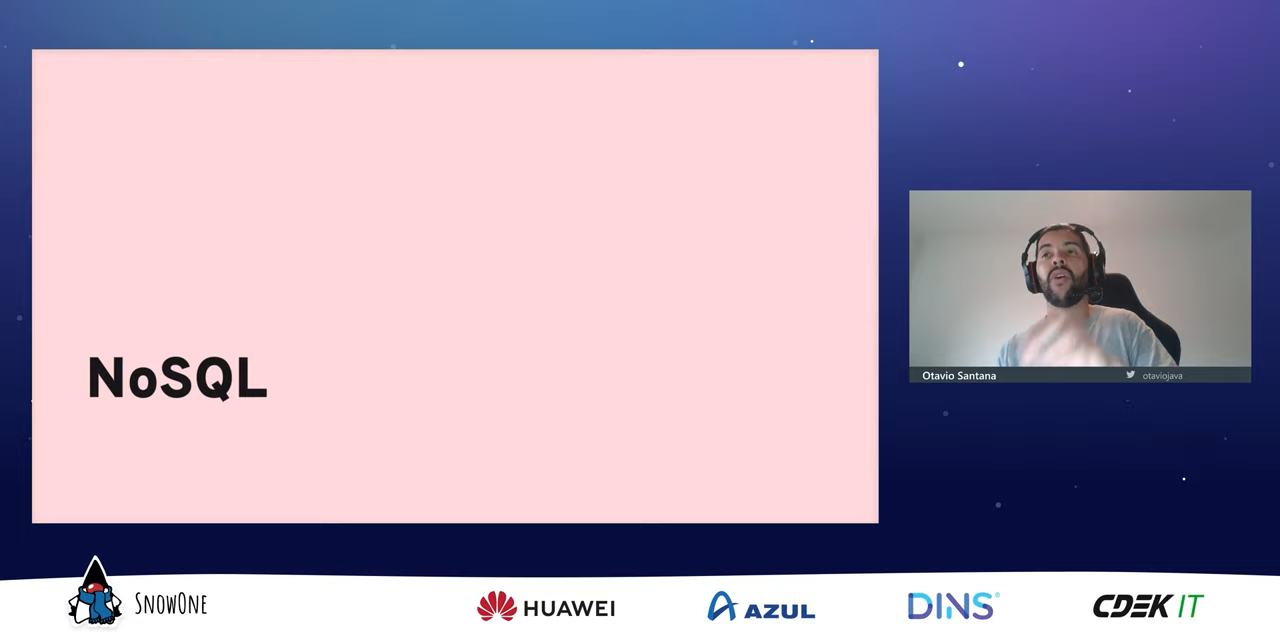 NoSQL
Otavio Santana
otaviojava
SnowOne
HUAWEI
AZUL
DINS
CDEK IT